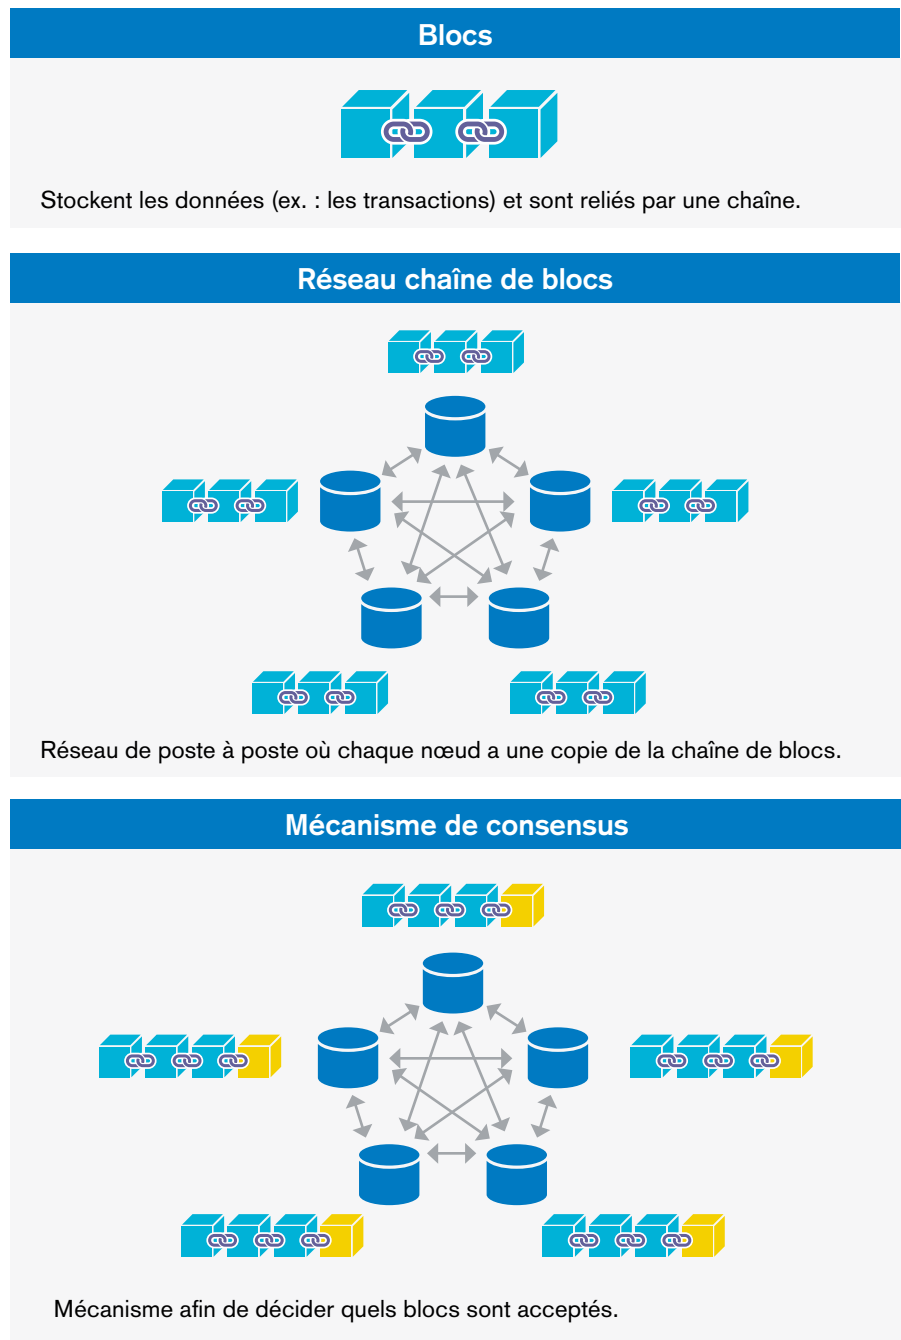 Blocs
Stockent les données (ex. : les transactions) et sont reliés par une chaîne.
Réseau chaîne de blocs
Réseau de poste à poste où chaque nœud a une copie de la chaîne de blocs.
Mécanisme de consensus
Mécanisme afin de décider quels blocs sont acceptés.